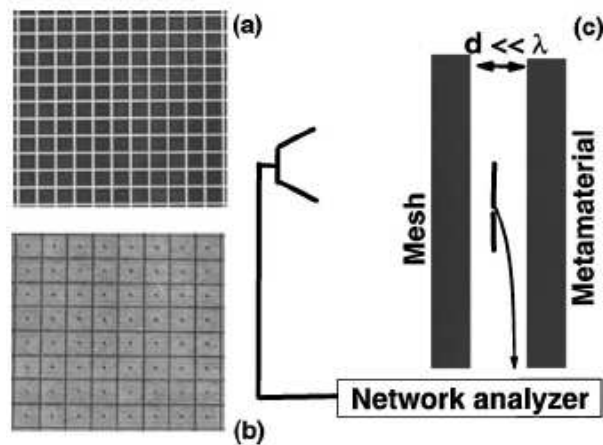 (a)
(b)
(c)
d << λ
Mesh
Metamaterial
Network analyzer